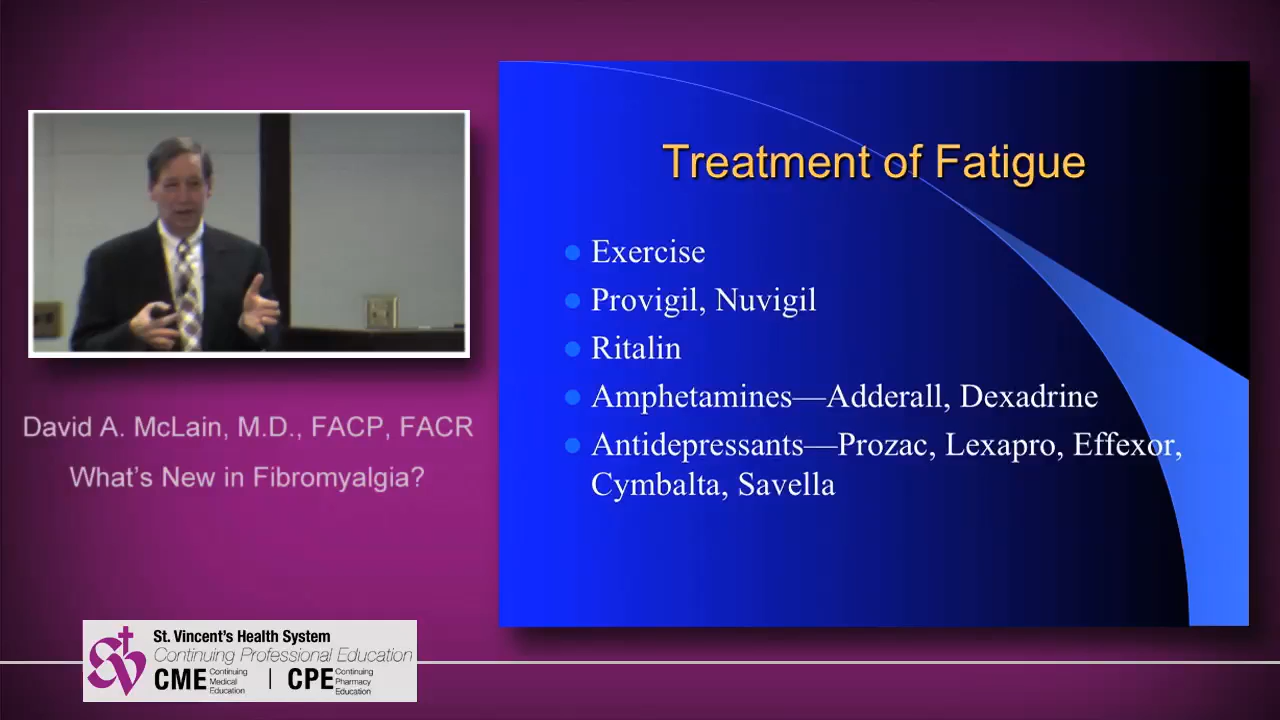 Treatment of Fatigue
Exercise
Provigil, Nuvigil
Ritalin
Amphetamines—Adderall, Dexadrine
Antidepressants—Prozac, Lexapro, Effexor,
Cymbalta, Savella
David A. McLain, M.D., FACP, FACR
What's New in Fibromyalgia?
St. Vincent's Health System
Continuing Professional Education
CME Continuing Medical Education | CPE Continuing Pharmacy Education